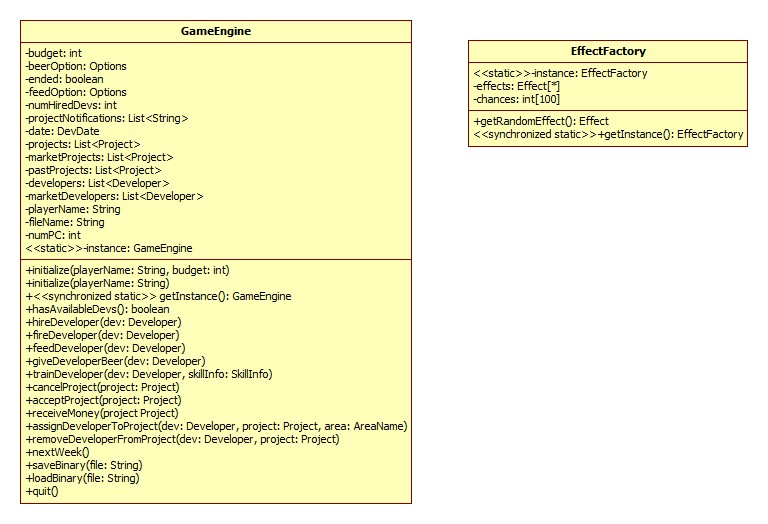 GameEngine
-budget: int
-beerOption: Options
-ended: boolean
-feedOption: Options
-numHiredDevs: int
-projectNotifications: List<String>
-date: DevDate
-projects: List<Project>
-marketProjects: List<Project>
-pastProjects: List<Project>
-developers: List<Developer>
-marketDevelopers: List<Developer>
-playerName: String
-fileName: String
-numPC: int
<<static>>-instance: GameEngine
+initialize(playerName: String, budget: int)
+initialize(playerName: String)
+<<synchronized static>> getInstance(): GameEngine
+hasAvailableDevs(): boolean
+hireDeveloper(dev: Developer)
+fireDeveloper(dev: Developer)
+feedDeveloper(dev: Developer)
+giveDeveloperBeer(dev: Developer)
+trainDeveloper(dev: Developer, skillInfo: SkillInfo)
+cancelProject(project: Project)
+acceptProject(project: Project)
+receiveMoney(project Project)
+assignDeveloperToProject(dev: Developer, project: Project, area: AreaName)
+removeDeveloperFromProject(dev: Developer, project: Project)
+nextWeek()
+saveBinary(file: String)
+loadBinary(file: String)
+quit()
EffectFactory
<<static>>-instance: EffectFactory
-effects: Effect[*]
-chances: int[100]
+getRandomEffect(): Effect
<<synchronized static>>+getInstance(): EffectFactory